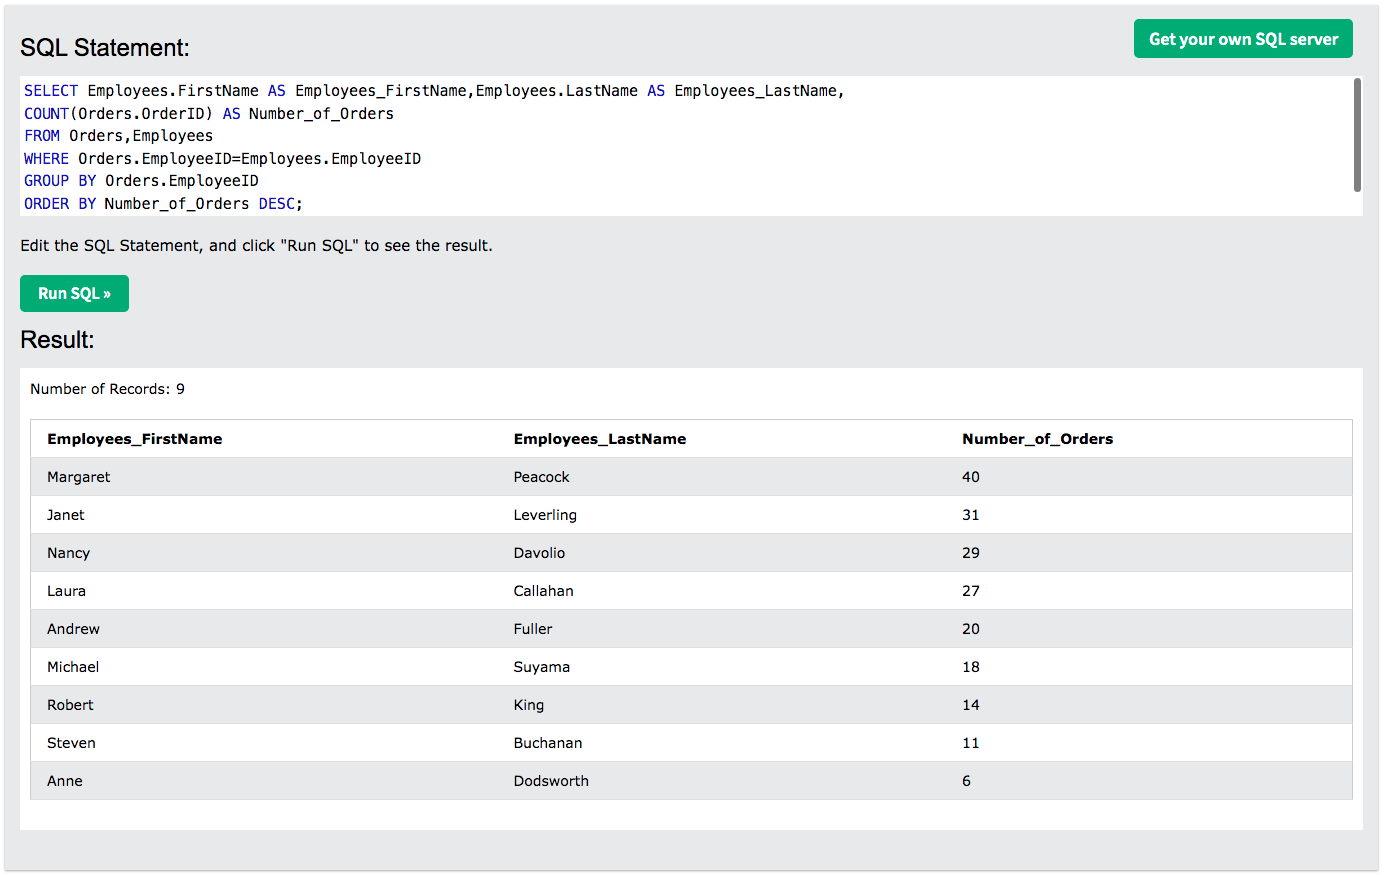 Get your own SQL server
SQL Statement:
SELECT Employees.FirstName AS Employees_FirstName,Employees.LastName AS Employees_LastName,
COUNT(Orders.OrderID) AS Number_of_Orders
FROM Orders,Employees
WHERE Orders.EmployeeID=Employees.EmployeeID
GROUP BY Orders.EmployeeID
ORDER BY Number_of_Orders DESC;
Edit the SQL Statement, and click "Run SQL" to see the result.
Run SQL »
Result:
Number of Records: 9
Employees_FirstName Employees_LastName Number_of_Orders
Margaret Peacock 40
Janet Leverling 31
Nancy Davolio 29
Laura Callahan 27
Andrew Fuller 20
Michael Suyama 18
Robert King 14
Steven Buchanan 11
Anne Dodsworth 6